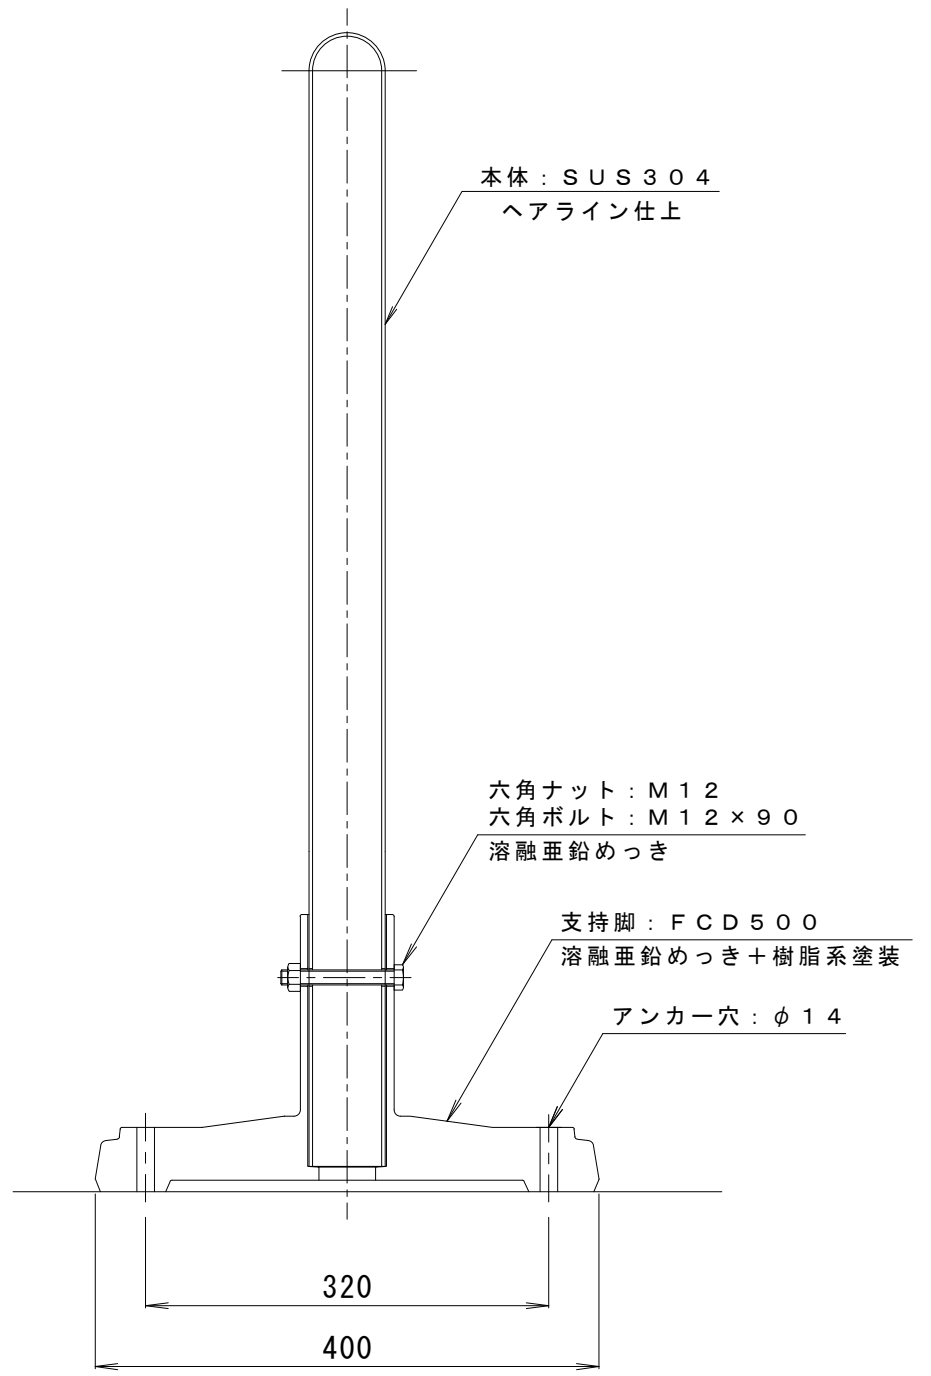 本体：ＳＵＳ３０４
ヘアライン仕上
六角ナット：Ｍ１２
六角ボルト：Ｍ１２×９０
溶融亜鉛めっき
支持脚：ＦＣＤ５００
溶融亜鉛めっき＋樹脂系塗装
アンカー穴：φ１４
320
400